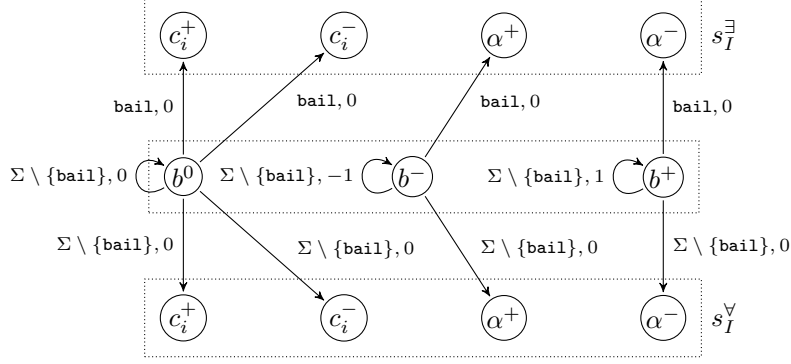 c_i^+ c_i^- α^+ α^- s_I^∃
bail, 0 bail, 0 bail, 0 bail, 0
Σ \ {bail}, 0 b^0 Σ \ {bail}, −1 b^- Σ \ {bail}, 1 b^+
Σ \ {bail}, 0 Σ \ {bail}, 0 Σ \ {bail}, 0 Σ \ {bail}, 0
c_i^+ c_i^- α^+ α^- s_I^∀